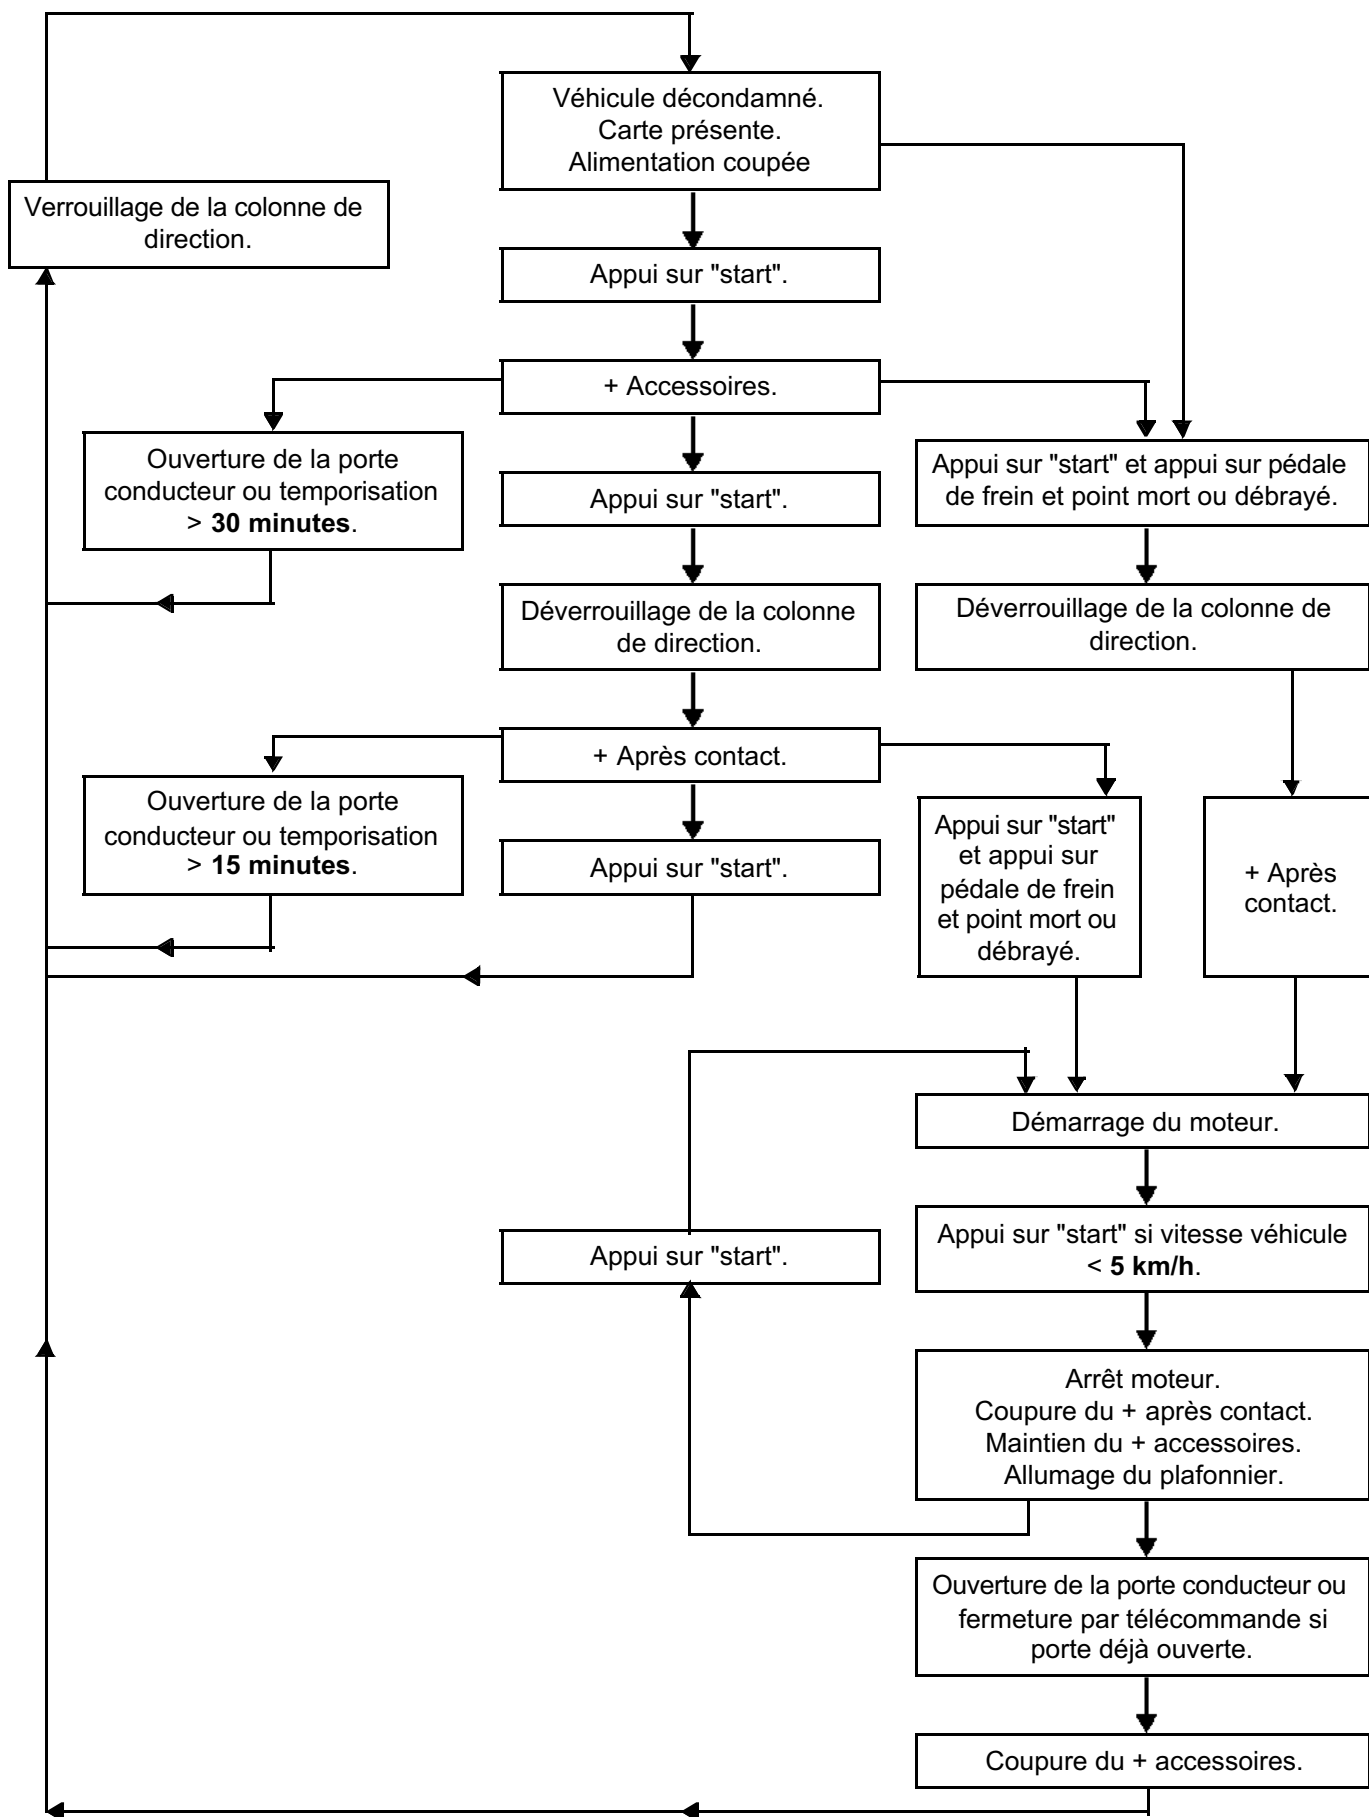 Véhicule décondamné.
Carte présente.
Alimentation coupée
Verrouillage de la colonne de
direction.
Appui sur "start".
+ Accessoires.
Ouverture de la porte
conducteur ou temporisation
> 30 minutes.
Appui sur "start".
Appui sur "start" et appui sur pédale
de frein et point mort ou débrayé.
Déverrouillage de la colonne
de direction.
Déverrouillage de la colonne de
direction.
+ Après contact.
Ouverture de la porte
conducteur ou temporisation
> 15 minutes.
Appui sur "start".
Appui sur "start"
et appui sur
pédale de frein
et point mort ou
débrayé.
+ Après
contact.
Démarrage du moteur.
Appui sur "start".
Appui sur "start" si vitesse véhicule
< 5 km/h.
Arrêt moteur.
Coupure du + après contact.
Maintien du + accessoires.
Allumage du plafonnier.
Ouverture de la porte conducteur ou
fermeture par télécommande si
porte déjà ouverte.
Coupure du + accessoires.